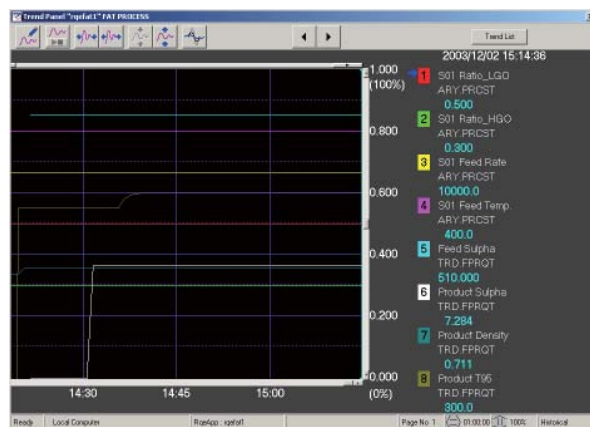 Trend Panel "rqefat1" FAT PROCESS
Trend List
2003/12/02 15:14:36
1.000
(100%)
0.800
0.600
0.400
0.200
0.000
(0%)
14:30
14:45
15:00
1 S01 Ratio_LGO
ARY.PRCST
0.500
2 S01 Ratio_HGO
ARY.PRCST
0.300
3 S01 Feed Rate
ARY.PRCST
10000.0
4 S01 Feed Temp.
ARY.PRCST
400.0
5 Feed Sulpha
TRD.FPRQT
510.000
6 Product Sulpha
TRD.FPRQT
7.284
7 Product Density
TRD.FPRQT
0.711
8 Product T95
TRD.FPRQT
300.0
Ready Local Computer RqeApp : rqefat1 Page No. 1 01:00:00 100% Historical